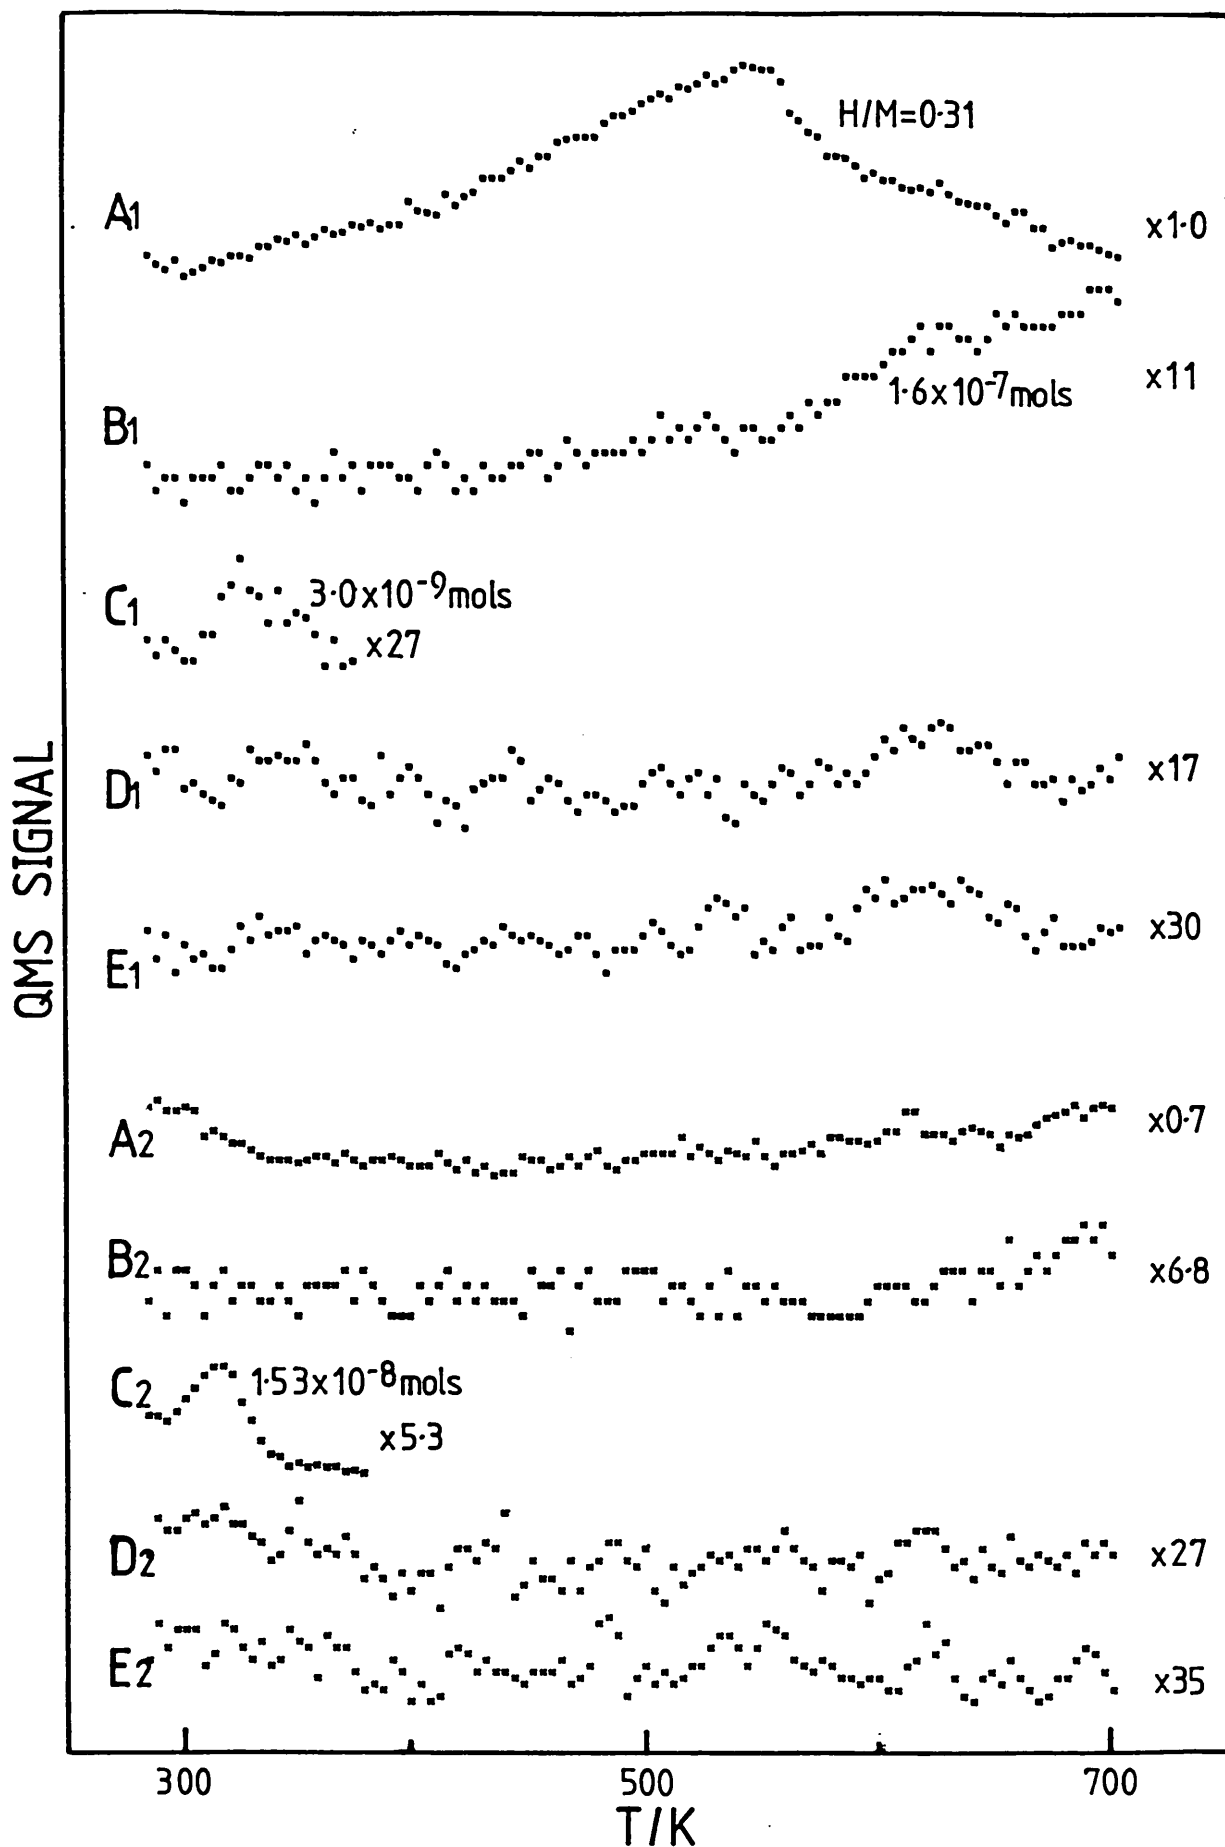 H/M=0·31
A1
x1·0
x11
1·6x10⁻⁷mols
B1
C1
3·0x10⁻⁹mols
x27
D1
x17
E1
x30
A2
x0·7
B2
x6·8
C2
1·53x10⁻⁸mols
x5·3
D2
x27
E2
x35
QMS SIGNAL
300 500 700
T/K